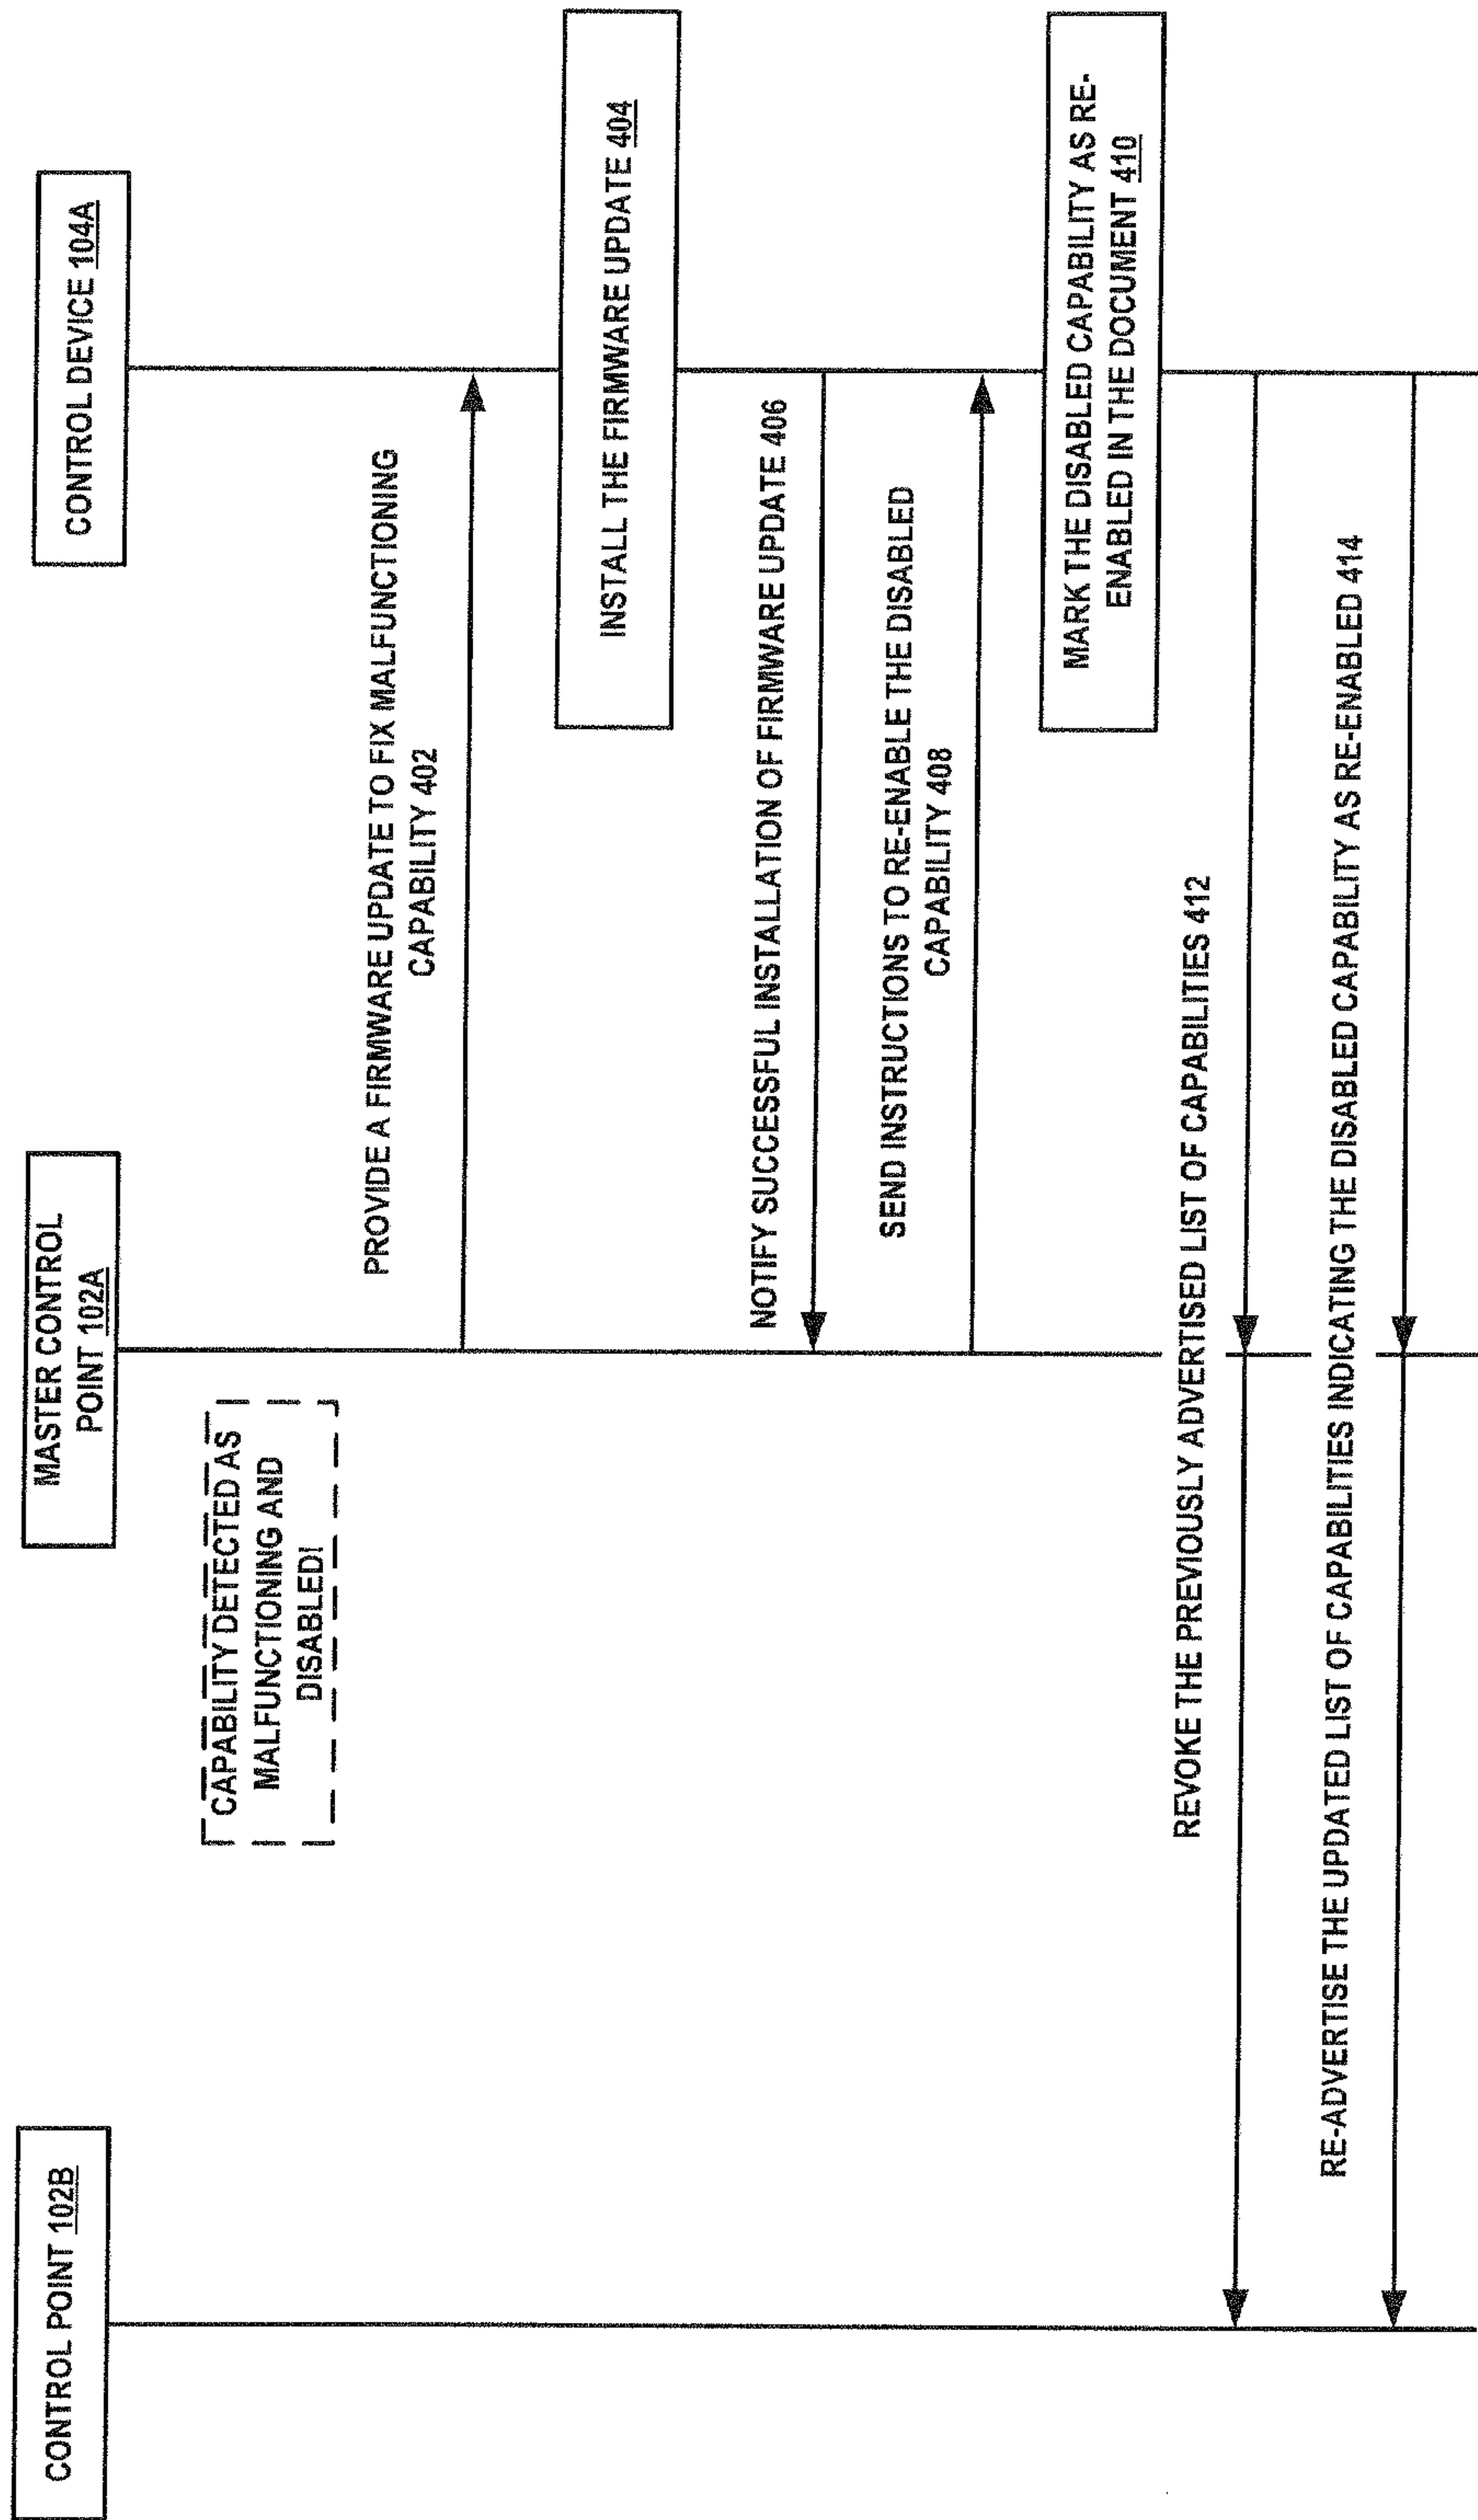 CONTROL POINT 102B
MASTER CONTROL
POINT 102A
CONTROL DEVICE 104A
CAPABILITY DETECTED AS
MALFUNCTIONING AND
DISABLED
PROVIDE A FIRMWARE UPDATE TO FIX MALFUNCTIONING
CAPABILITY 402
INSTALL THE FIRMWARE UPDATE 404
NOTIFY SUCCESSFUL INSTALLATION OF FIRMWARE UPDATE 406
SEND INSTRUCTIONS TO RE-ENABLE THE DISABLED
CAPABILITY 408
MARK THE DISABLED CAPABILITY AS RE-
ENABLED IN THE DOCUMENT 410
REVOKE THE PREVIOUSLY ADVERTISED LIST OF CAPABILITIES 412
RE-ADVERTISE THE UPDATED LIST OF CAPABILITIES INDICATING THE DISABLED CAPABILITY AS RE-ENABLED 414